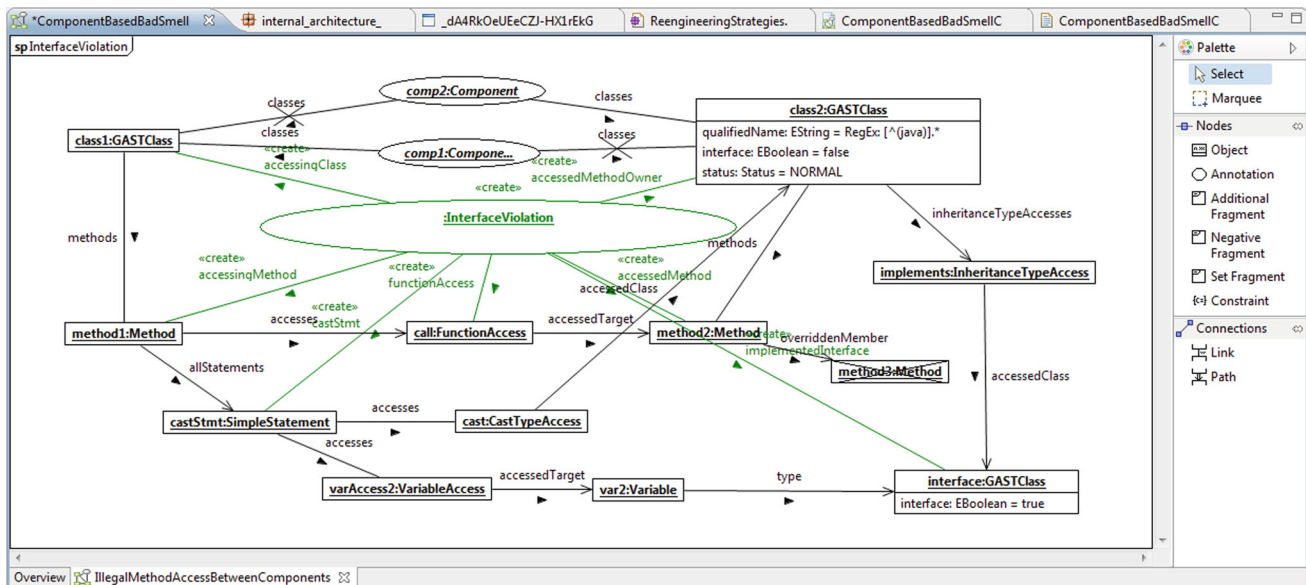 *ComponentBasedBadSmell
internal_architecture_
_dA4RkOeUEeCZJ-HX1rEkG
ReengineeringStrategies.
ComponentBasedBadSmellC
ComponentBasedBadSmellC
sp InterfaceViolation
Palette
Select
Marquee
Nodes
Object
Annotation
Additional
Fragment
Negative
Fragment
Set Fragment
Constraint
Connections
Link
Path
comp2:Component
classes
classes
class1:GASTClass
classes
comp1:Compone...
classes
class2:GASTClass
qualifiedName: EString = RegEx: [^(java)].*
interface: EBoolean = false
status: Status = NORMAL
«create»
accessingClass
«create»
«create»
accessedMethodOwner
:InterfaceViolation
methods
methods
inheritanceTypeAccesses
«create»
accessingMethod
«create»
functionAccess
«create»
accessedMethod
accessedClass
implements:InheritanceTypeAccess
«create»
castStmt
method1:Method
accesses
call:FunctionAccess
accessedTarget
method2:Method
«create»
implementedInterface
overriddenMember
method3:Method
allStatements
accessedClass
castStmt:SimpleStatement
accesses
cast:CastTypeAccess
accesses
varAccess2:VariableAccess
accessedTarget
var2:Variable
type
interface:GASTClass
interface: EBoolean = true
Overview
IllegalMethodAccessBetweenComponents